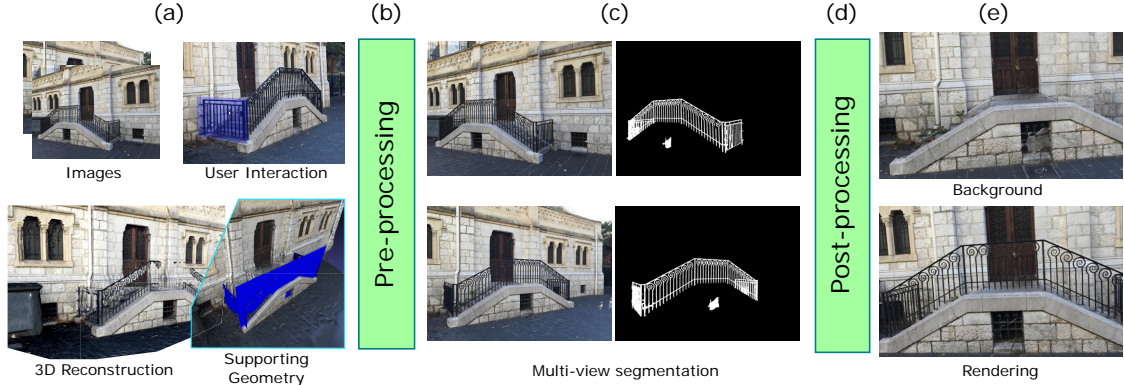 (a)
(b)
(c)
(d)
(e)
Images
User Interaction
3D Reconstruction
Supporting
Geometry
Pre-processing
Multi-view segmentation
Post-processing
Background
Rendering